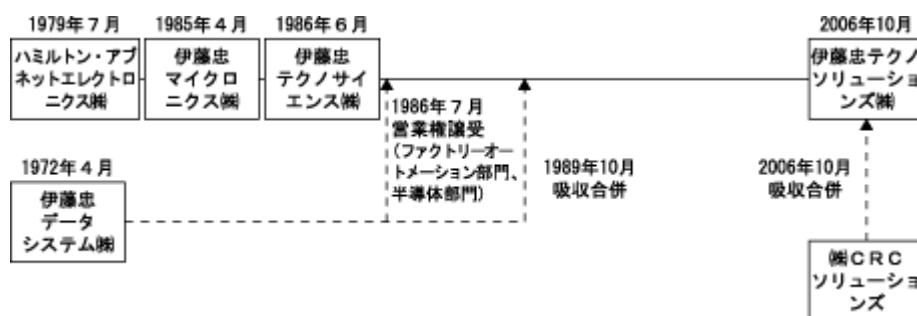 1979年7月
ハミルトン・アブ
ネットエレクトロ
ニクス㈱
1985年4月
伊藤忠
マイクロ
ニクス㈱
1986年6月
伊藤忠
テクノサイ
エンス㈱
2006年10月
伊藤忠テクノ
ソリューショ
ンズ㈱
1986年7月
営業権譲受
(ファクトリーオー
トメーション部門、
半導体部門)
1989年10月
吸収合併
2006年10月
吸収合併
1972年4月
伊藤忠
データ
システム㈱
㈱CRC
ソリューショ
ンズ